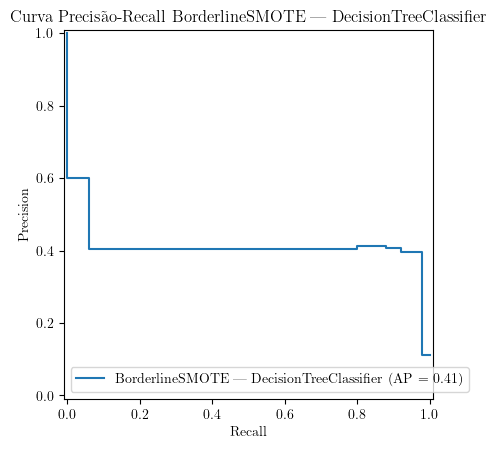 Curva Precisão-Recall BorderlineSMOTE — DecisionTreeClassifier
1.0
0.8
0.6
0.4
0.2
0.0
Precision
BorderlineSMOTE — DecisionTreeClassifier (AP = 0.41)
0.0 0.2 0.4 0.6 0.8 1.0
Recall